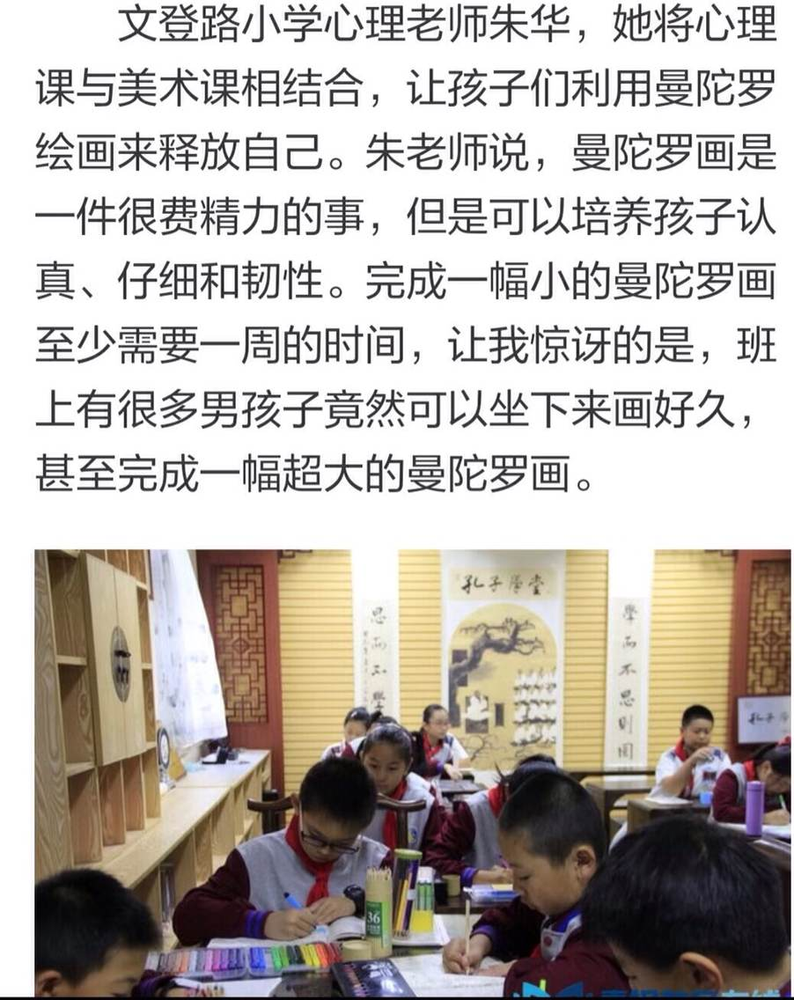 文登路小学心理老师朱华，她将心理
课与美术课相结合，让孩子们利用曼陀罗
绘画来释放自己。朱老师说，曼陀罗画是
一件很费精力的事，但是可以培养孩子认
真、仔细和韧性。完成一幅小的曼陀罗画
至少需要一周的时间，让我惊讶的是，班
上有很多男孩子竟然可以坐下来画好久，
甚至完成一幅超大的曼陀罗画。
孔子學堂
思而不學
學而不思則罔
孔子
36